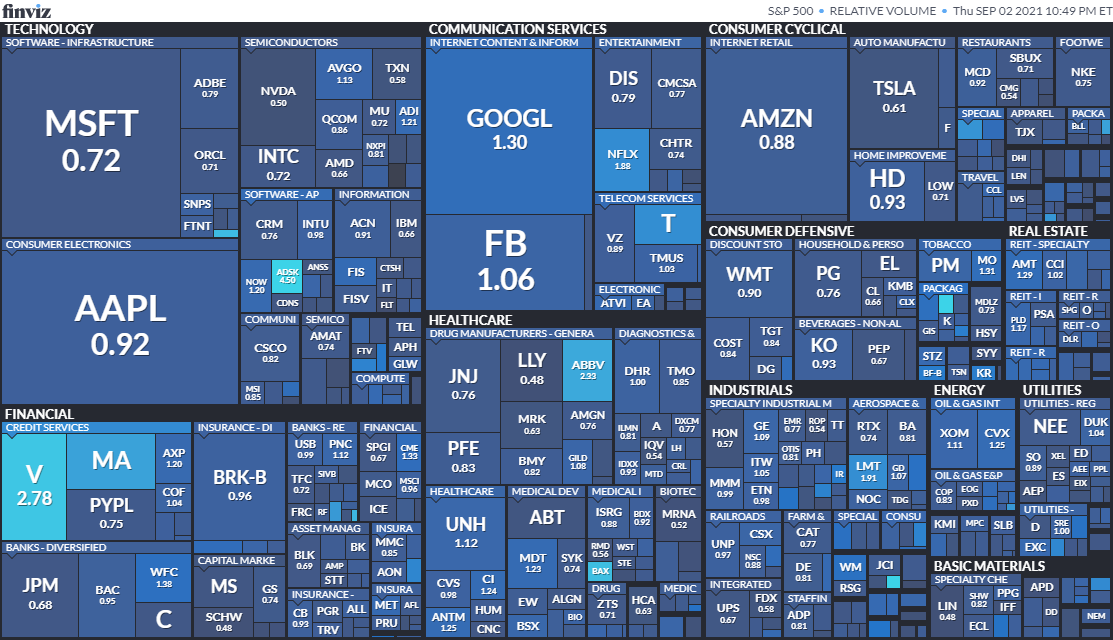 finviz
S&P 500 • RELATIVE VOLUME • Thu SEP 02 2021 10:49 PM ET
TECHNOLOGY
SOFTWARE - INFRASTRUCTURE
MSFT
0.72
ADBE
0.79
ORCL
0.71
SNPS
FTNT
SEMICONDUCTORS
NVDA
0.50
AVGO
1.13
TXN
0.58
QCOM
0.86
MU
0.72
ADI
1.21
INTC
0.72
AMD
0.66
NXPI
0.81
CONSUMER ELECTRONICS
AAPL
0.92
SOFTWARE - AP
CRM
0.76
INTU
0.98
NOW
1.20
ADSK
4.50
ANSS
CDNS
INFORMATION
ACN
0.91
IBM
0.66
FIS
CTSH
FISV
IT
FLT
COMMUNI
CSCO
0.82
MSI
0.85
SEMICO
AMAT
0.74
TEL
FTV
APH
GLW
COMPUTE
COMMUNICATION SERVICES
INTERNET CONTENT & INFORM
GOOGL
1.30
FB
1.06
ENTERTAINMENT
DIS
0.79
CMCSA
0.77
NFLX
1.88
CHTR
0.74
TELECOM SERVICES
VZ
0.89
T
TMUS
1.03
ELECTRONIC
ATVI
EA
CONSUMER CYCLICAL
INTERNET RETAIL
AMZN
0.88
AUTO MANUFACTU
TSLA
0.61
F
HOME IMPROVEME
HD
0.93
LOW
0.71
RESTAURANTS
MCD
0.92
SBUX
0.71
CMG
0.54
FOOTWE
NKE
0.75
SPECIAL
APPAREL
TJX
PACKA
BLL
DHI
LEN
TRAVEL
CCL
LVS
CONSUMER DEFENSIVE
DISCOUNT STO
WMT
0.90
COST
0.84
TGT
0.84
DG
HOUSEHOLD & PERSO
PG
0.76
EL
CL
0.66
KMB
CLX
BEVERAGES - NON-AL
KO
0.93
PEP
0.67
TOBACCO
PM
MO
1.31
PACKAG
K
GIS
MDLZ
0.73
HSY
STZ
SYY
BF-B
TSN
KR
REAL ESTATE
REIT - SPECIALTY
AMT
1.29
CCI
1.02
REIT - I
PLD
1.17
PSA
REIT - R
SPG
O
REIT - O
DLR
REIT - R
HEALTHCARE
DRUG MANUFACTURERS - GENERA
JNJ
0.76
LLY
0.48
ABBV
2.33
PFE
0.83
MRK
0.63
AMGN
0.76
BMY
0.82
GILD
1.08
DIAGNOSTICS &
DHR
1.00
TMO
0.85
ILMN
0.81
A
DXCM
0.77
IQV
0.54
LH
IDXX
0.93
MTD
CRL
HEALTHCARE
UNH
1.12
CVS
0.98
CI
1.24
ANTM
1.25
HUM
CNC
MEDICAL DEV
ABT
MDT
1.23
SYK
0.74
EW
ALGN
BSX
BIO
MEDICAL I
ISRG
0.88
BDX
0.92
RMD
0.56
WST
BAX
STE
DRUG
ZTS
0.71
HCA
0.63
BIOTEC
MRNA
0.52
MEDIC
FINANCIAL
CREDIT SERVICES
V
2.78
MA
PYPL
0.75
AXP
1.20
COF
1.04
BANKS - DIVERSIFIED
JPM
0.68
BAC
0.95
WFC
1.38
C
INSURANCE - DI
BRK-B
0.96
CAPITAL MARKE
MS
GS
0.74
SCHW
0.48
BANKS - RE
USB
0.99
PNC
1.12
TFC
0.72
SIVB
FRC
RF
FINANCIAL
SPGI
0.67
CME
1.33
MCO
MSCI
0.96
ICE
ASSET MANAG
BLK
0.69
BK
AMP
STT
INSURA
MMC
0.85
AON
INSURANCE -
CB
0.93
PGR
ALL
TRV
INSURA
MET
AFL
PRU
INDUSTRIALS
SPECIALTY INDUSTRIAL M
HON
0.57
GE
1.09
EMR
0.77
ROP
0.54
TT
OTIS
0.81
PH
MMM
0.99
ITW
1.05
ETN
0.98
IR
AEROSPACE &
RTX
0.74
BA
0.81
LMT
1.91
GD
1.07
NOC
TDG
RAILROADS
UNP
0.97
CSX
NSC
0.88
FARM &
CAT
0.77
DE
0.81
SPECIAL
CONSU
WM
JCI
RSG
INTEGRATED
UPS
0.67
FDX
0.58
STAFFIN
ADP
0.81
ENERGY
OIL & GAS INT
XOM
1.11
CVX
1.25
OIL & GAS E&P
COP
0.83
EOG
PXD
KMI
MPC
SLB
UTILITIES
UTILITIES - REG
NEE
DUK
1.04
SO
0.89
XEL
ED
ES
AEE
PPL
AEP
EIX
UTILITIES -
D
SRE
1.00
EXC
BASIC MATERIALS
SPECIALTY CHE
LIN
0.48
SHW
0.82
PPG
IFF
ECL
APD
DD
NEM